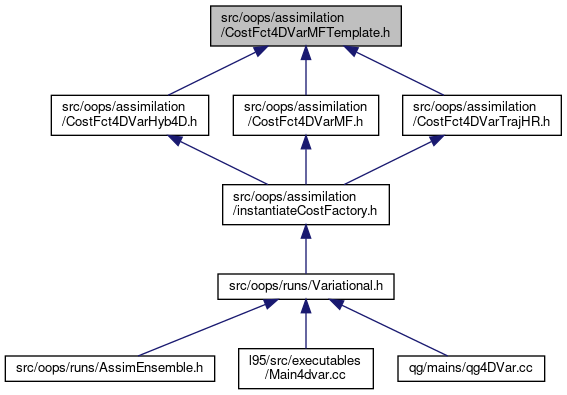 src/oops/assimilation
/CostFct4DVarMFTemplate.h
src/oops/assimilation
/CostFct4DVarHyb4D.h
src/oops/assimilation
/CostFct4DVarMF.h
src/oops/assimilation
/CostFct4DVarTrajHR.h
src/oops/assimilation
/instantiateCostFactory.h
src/oops/runs/Variational.h
src/oops/runs/AssimEnsemble.h
l95/src/executables
/Main4dvar.cc
qg/mains/qg4DVar.cc